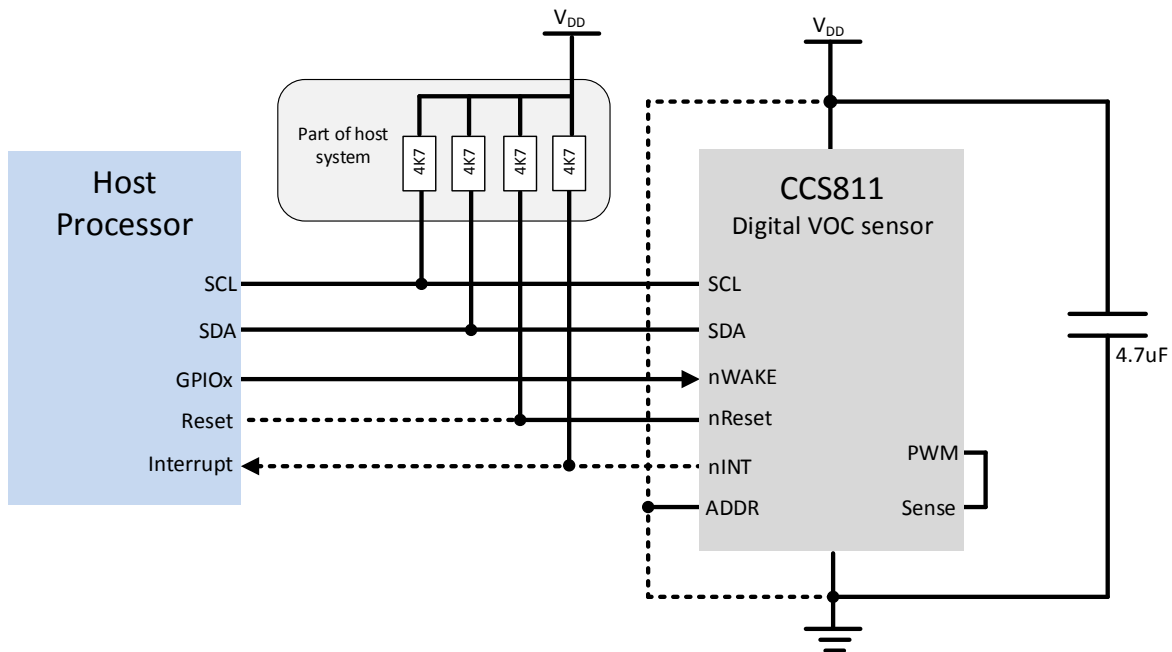 VDD
VDD
Part of host
system
4K7
4K7
4K7
4K7
Host
Processor
CCS811
Digital VOC sensor
SCL
SCL
SDA
SDA
GPIOx
nWAKE
Reset
nReset
Interrupt
nINT
ADDR
PWM
Sense
4.7uF